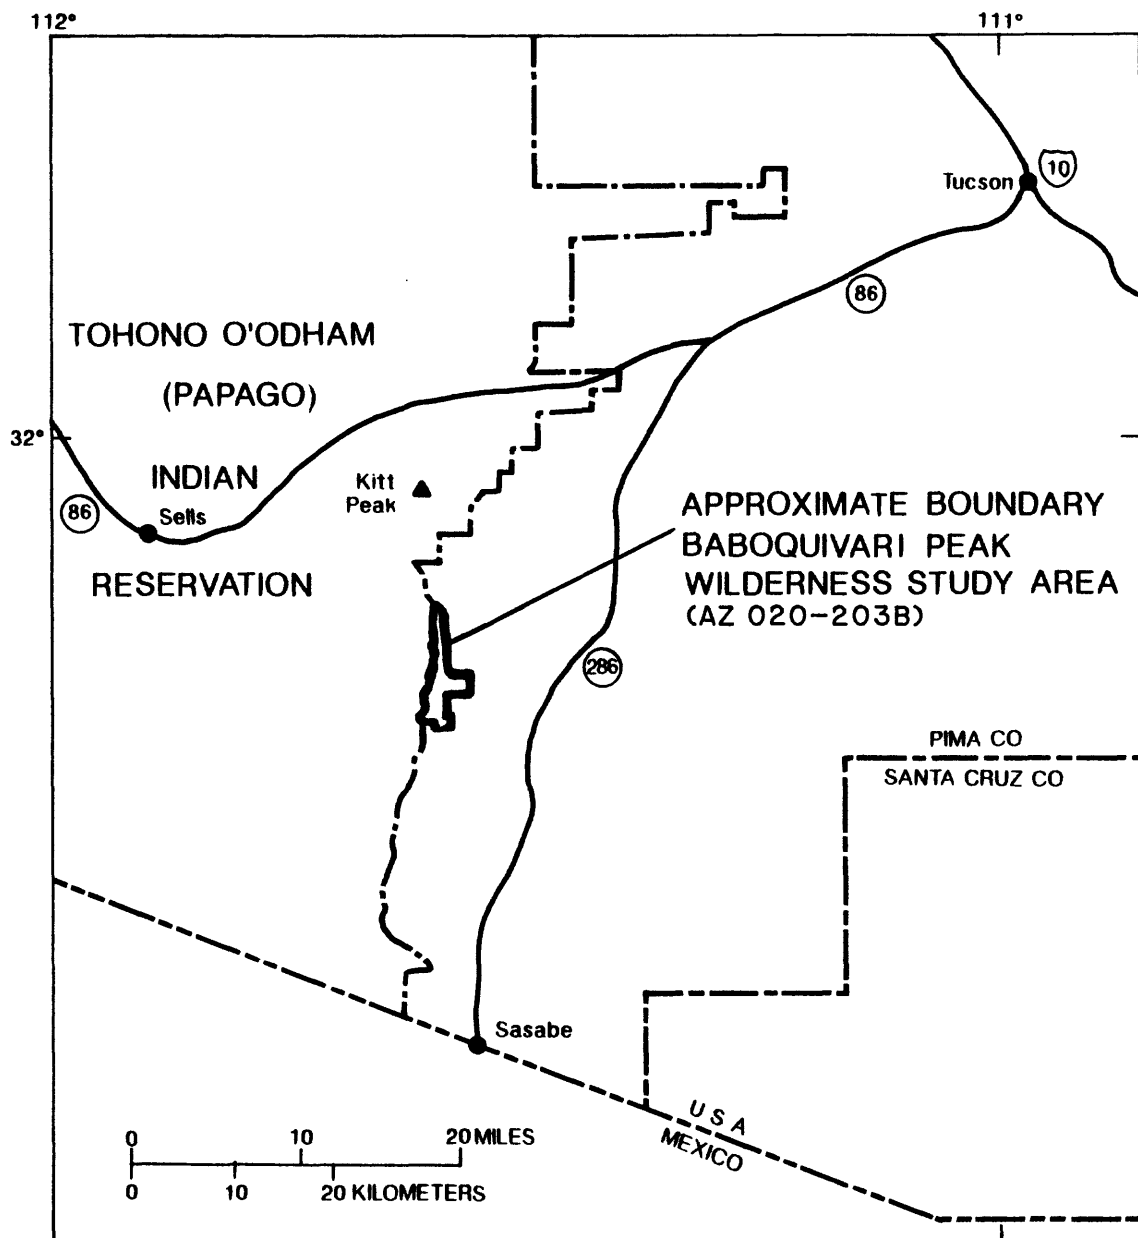 112°
111°
10
Tucson
86
TOHONO O'ODHAM
(PAPAGO)
32°
INDIAN
Kitt
Peak
86
Sells
RESERVATION
APPROXIMATE BOUNDARY
BABOQUIVARI PEAK
WILDERNESS STUDY AREA
(AZ 020-203B)
286
PIMA CO
SANTA CRUZ CO
Sasabe
USA
MEXICO
0 10 20 MILES
0 10 20 KILOMETERS